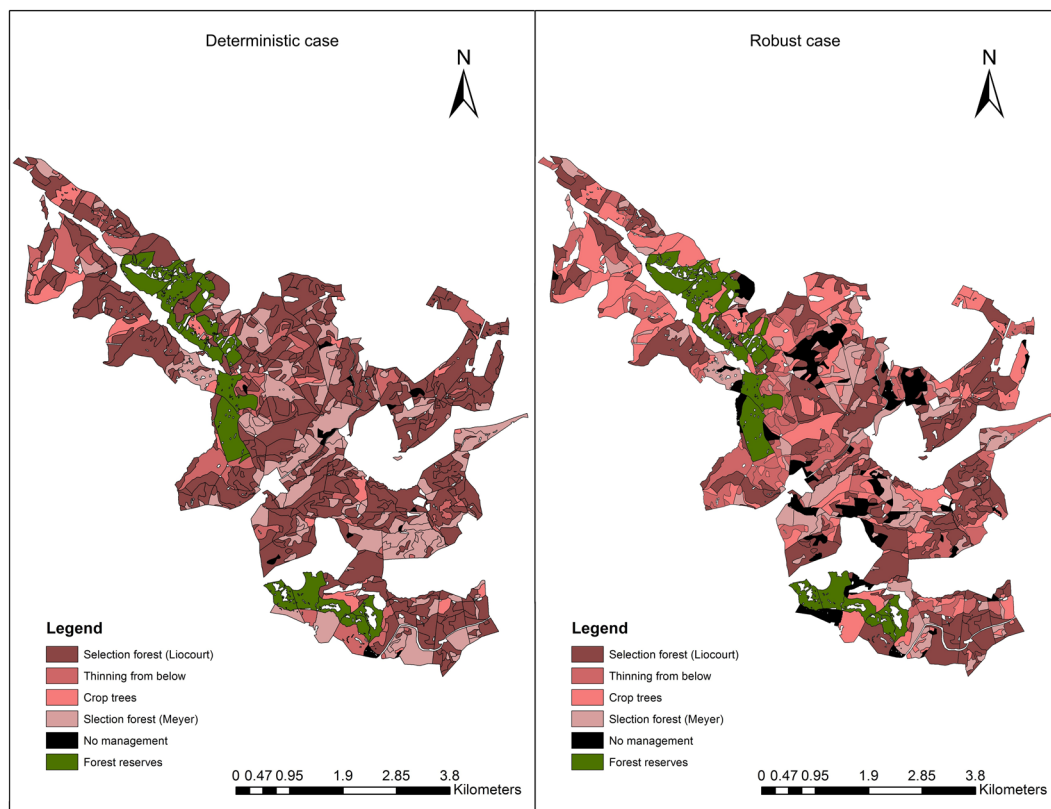 Deterministic case
N
Legend
Selection forest (Liocourt)
Thinning from below
Crop trees
Slection forest (Meyer)
No management
Forest reserves
0 0.47 0.95 1.9 2.85 3.8
Kilometers
Robust case
N
Legend
Selection forest (Liocourt)
Thinning from below
Crop trees
Slection forest (Meyer)
No management
Forest reserves
0 0.47 0.95 1.9 2.85 3.8
Kilometers